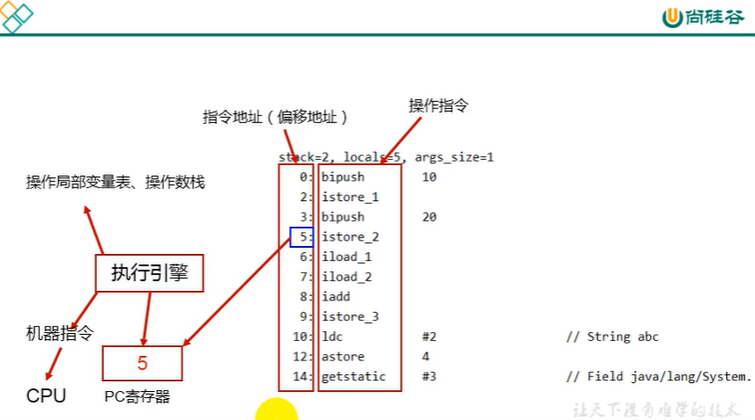 尚硅谷
操作指令
指令地址（偏移地址）
stack=2, locals=5, args_size=1
操作局部变量表、操作数栈
0: bipush 10
2: istore_1
3: bipush 20
5: istore_2
6: iload_1
7: iload_2
8: iadd
9: istore_3
10: ldc #2 // String abc
12: astore 4
14: getstatic #3 // Field java/lang/System.
执行引擎
机器指令
5
CPU
PC寄存器
让天下没有难学的技术